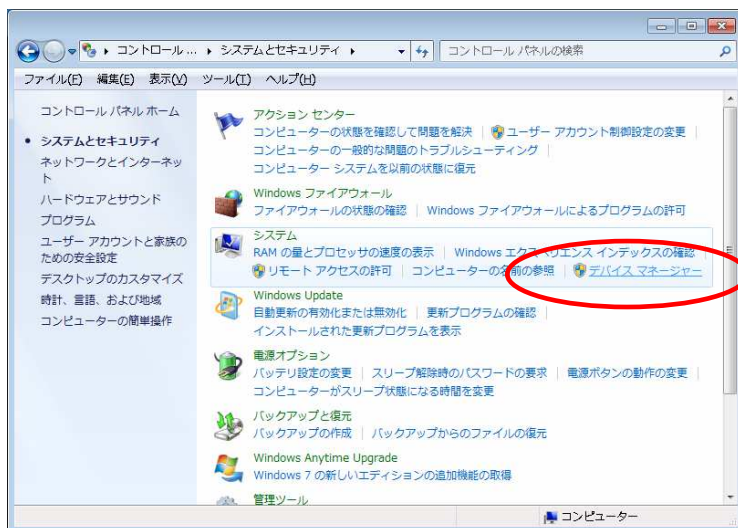 コントロール ... ▸ システムとセキュリティ ▸
コントロール パネルの検索
ファイル(F) 編集(E) 表示(V) ツール(T) ヘルプ(H)
コントロール パネル ホーム
システムとセキュリティ
ネットワークとインターネッ
ト
ハードウェアとサウンド
プログラム
ユーザー アカウントと家族の
ための安全設定
デスクトップのカスタマイズ
時計、言語、および地域
コンピューターの簡単操作
アクション センター
コンピューターの状態を確認して問題を解決 | ユーザー アカウント制御設定の変更 |
コンピューターの一般的な問題のトラブルシューティング |
コンピューター システムを以前の状態に復元
Windows ファイアウォール
ファイアウォールの状態の確認 | Windows ファイアウォールによるプログラムの許可
システム
RAM の量とプロセッサの速度の表示 | Windows エクスペリエンス インデックスの確認
リモート アクセスの許可 | コンピューターの名前の参照 | デバイス マネージャー
Windows Update
自動更新の有効化または無効化 | 更新プログラムの確認 |
インストールされた更新プログラムを表示
電源オプション
バッテリ設定の変更 | スリープ解除時のパスワードの要求 | 電源ボタンの動作の変更 |
コンピューターがスリープ状態になる時間を変更
バックアップと復元
バックアップの作成 | バックアップからのファイルの復元
Windows Anytime Upgrade
Windows 7 の新しいエディションの追加機能の取得
管理ツール
コンピューター